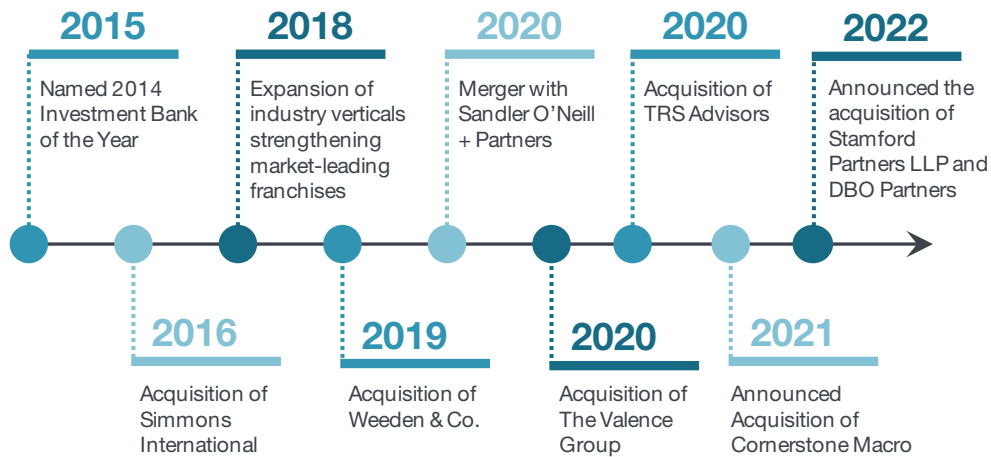 2015
Named 2014
Investment Bank
of the Year
2018
Expansion of
industry verticals
strengthening
market-leading
franchises
2020
Merger with
Sandler O'Neill
+ Partners
2020
Acquisition of
TRS Advisors
2022
Announced the
acquisition of
Stamford
Partners LLP and
DBO Partners
2016
Acquisition of
Simmons
International
2019
Acquisition of
Weeden & Co.
2020
Acquisition of
The Valence
Group
2021
Announced
Acquisition of
Cornerstone Macro